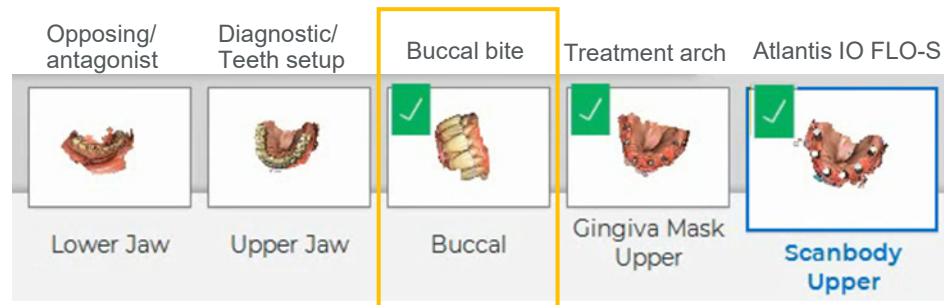 Opposing/
antagonist
Diagnostic/
Teeth setup
Buccal bite
Treatment arch
Atlantis IO FLO-S
Lower Jaw
Upper Jaw
Buccal
Gingiva Mask
Upper
Scanbody
Upper